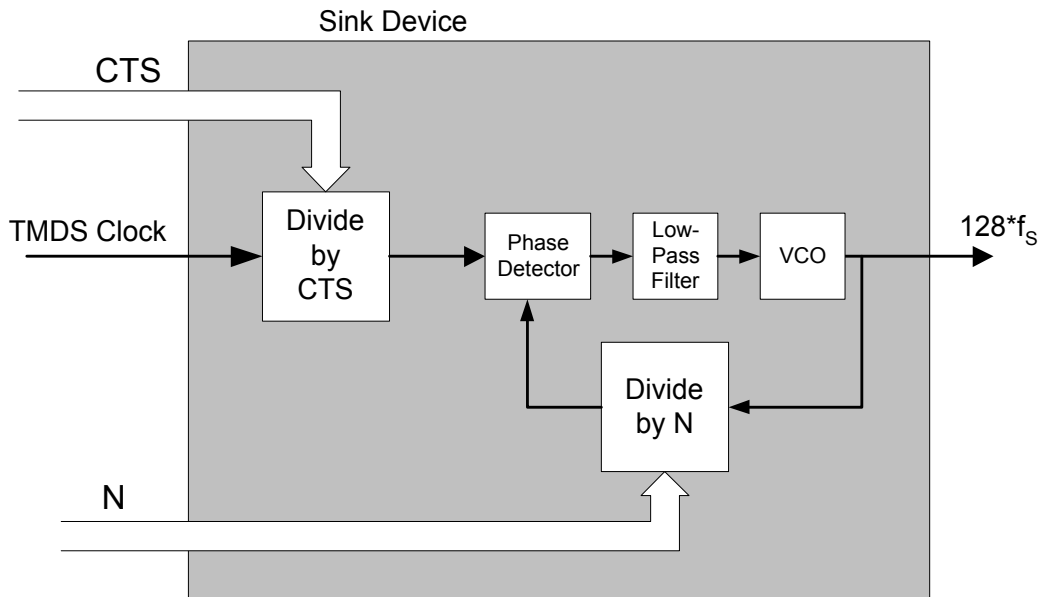 Sink Device
CTS
TMDS Clock
Divide
by
CTS
Phase
Detector
Low-
Pass
Filter
VCO
128*fS
Divide
by N
N